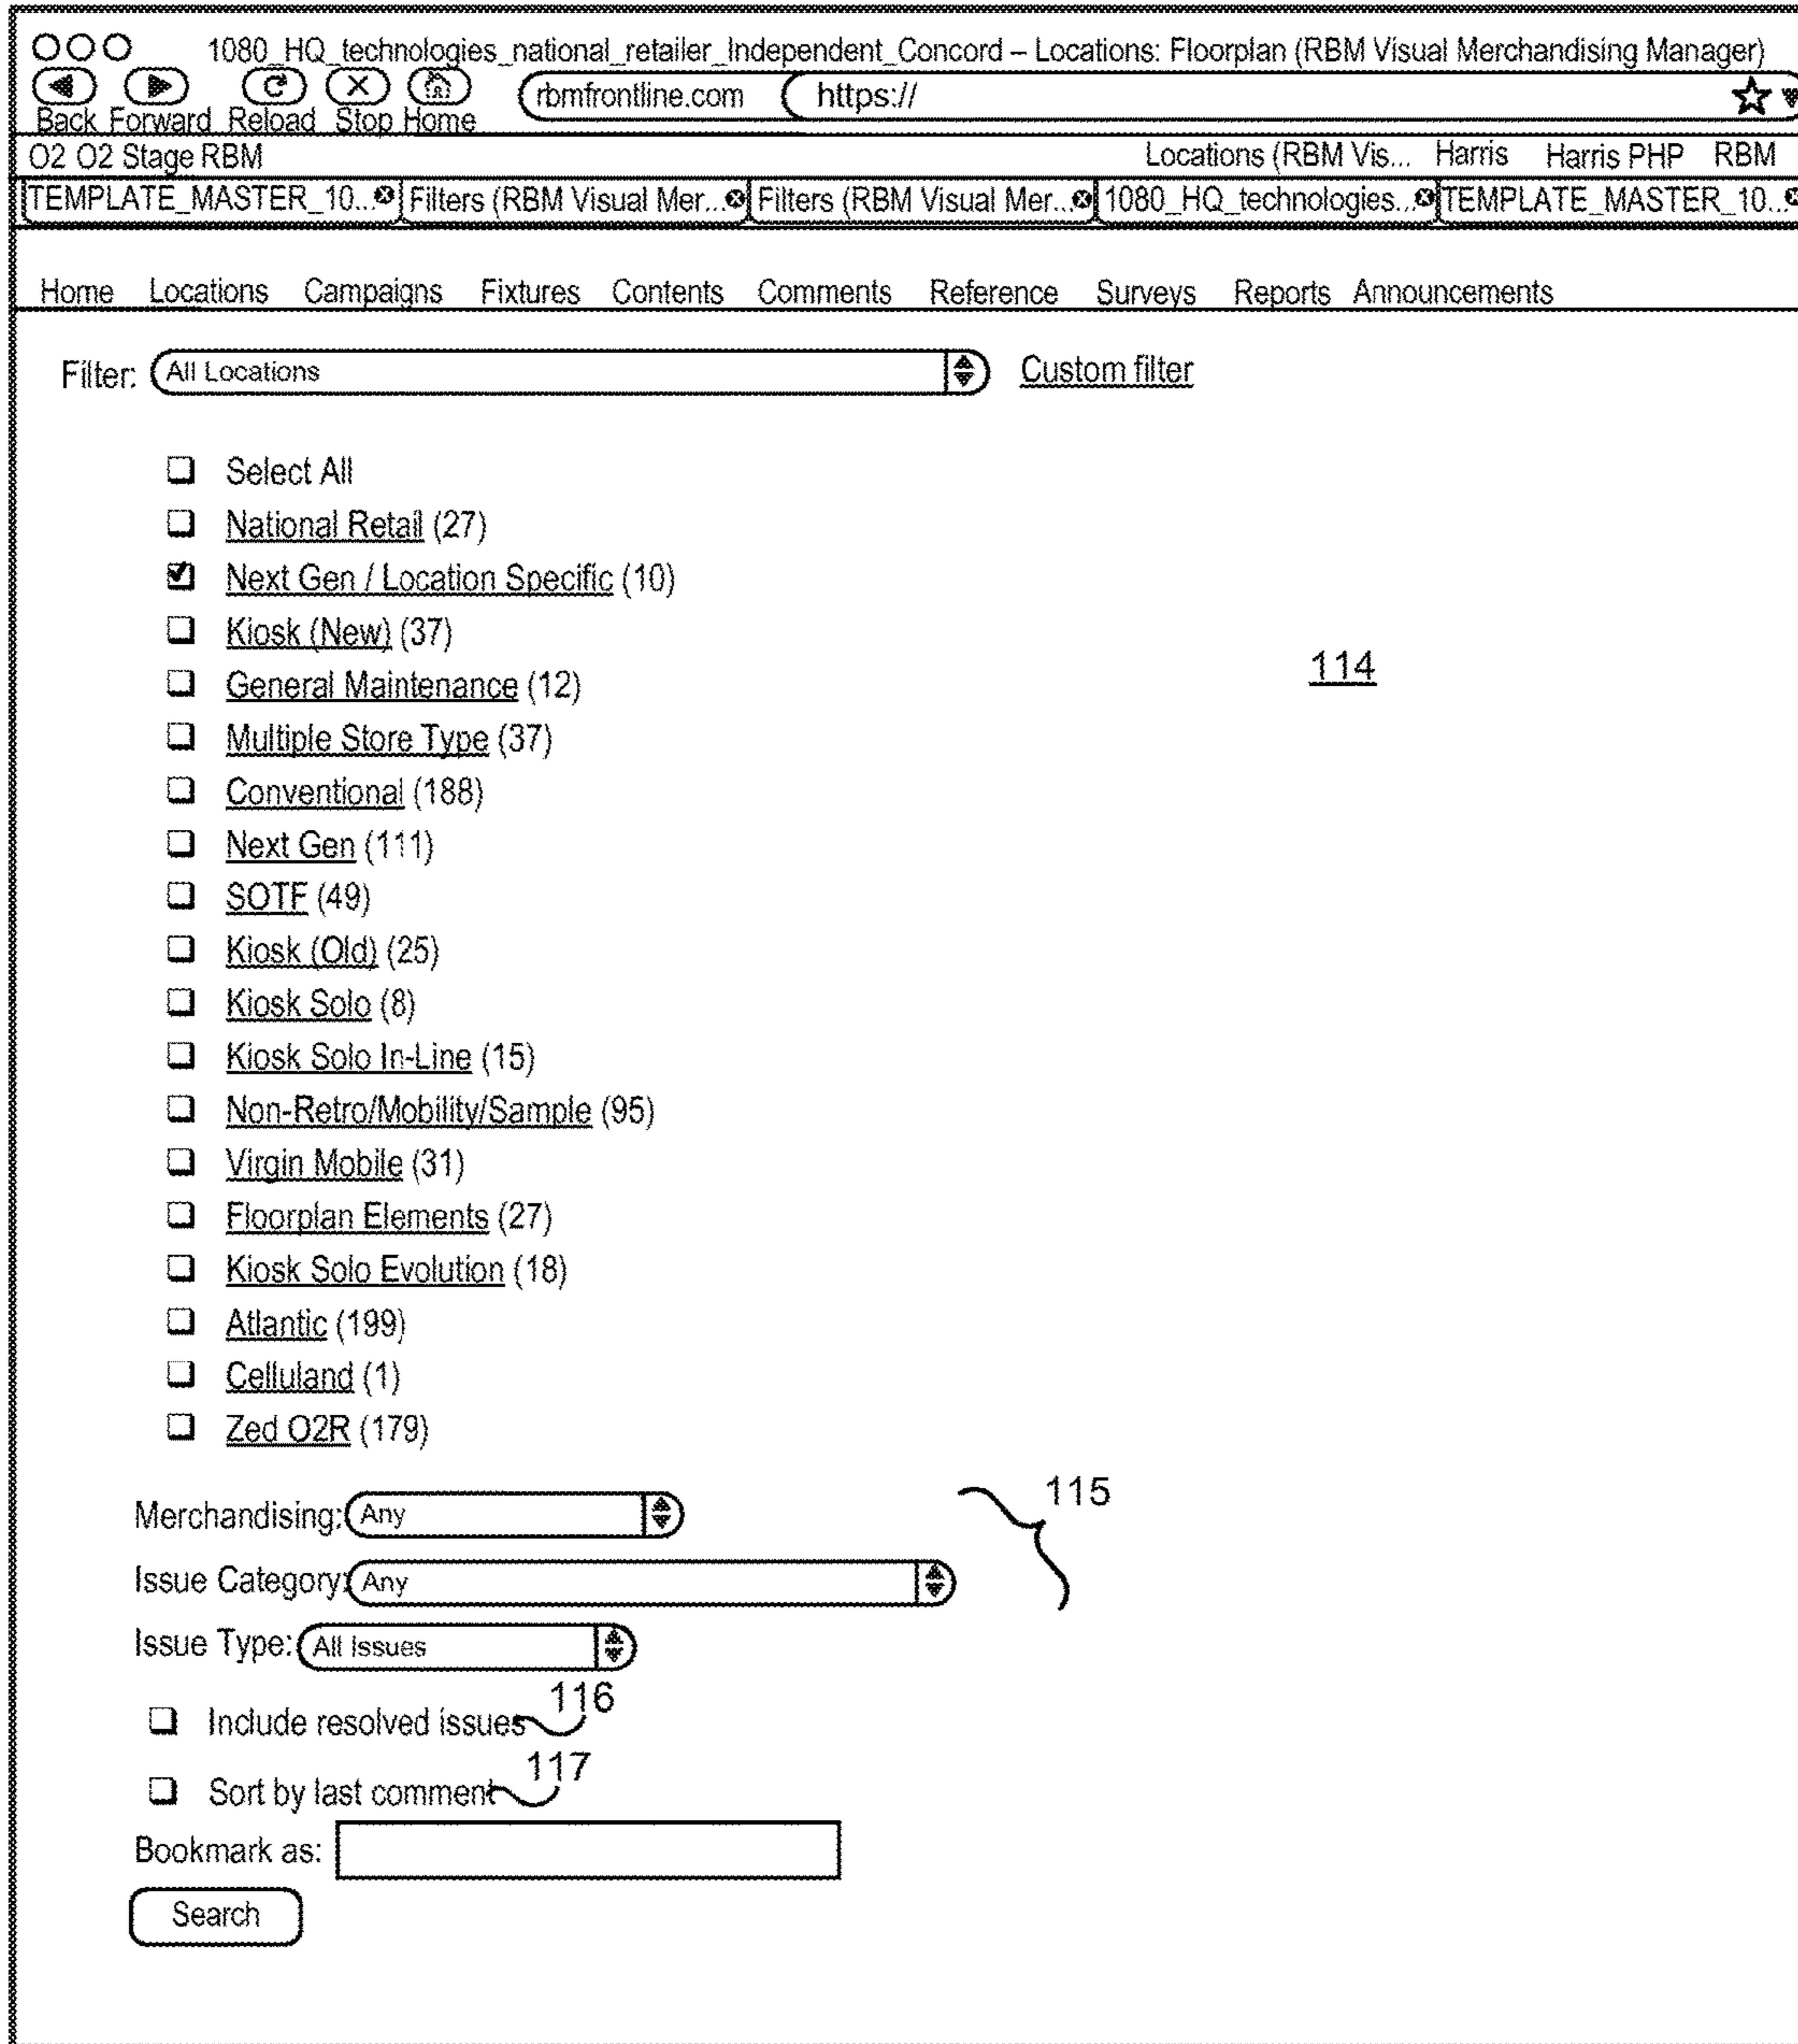 1080_HQ_technologies_national_retailer_Independent_Concord – Locations: Floorplan (RBM Visual Merchandising Manager)
rbmfrontline.com https://
Back Forward Reload Stop Home
O2 O2 Stage RBM Locations (RBM Vis... Harris Harris PHP RBM
TEMPLATE_MASTER_10... Filters (RBM Visual Mer... Filters (RBM Visual Mer... 1080_HQ_technologies... TEMPLATE_MASTER_10...
Home Locations Campaigns Fixtures Contents Comments Reference Surveys Reports Announcements
Filter: All Locations Custom filter
Select All
National Retail (27)
Next Gen / Location Specific (10)
Kiosk (New) (37)
114
General Maintenance (12)
Multiple Store Type (37)
Conventional (188)
Next Gen (111)
SOTF (49)
Kiosk (Old) (25)
Kiosk Solo (8)
Kiosk Solo In-Line (15)
Non-Retro/Mobility/Sample (95)
Virgin Mobile (31)
Floorplan Elements (27)
Kiosk Solo Evolution (18)
Atlantic (199)
Celluland (1)
Zed O2R (179)
115
Merchandising: Any
Issue Category: Any
Issue Type: All Issues
116
Include resolved issues
117
Sort by last comment
Bookmark as:
Search